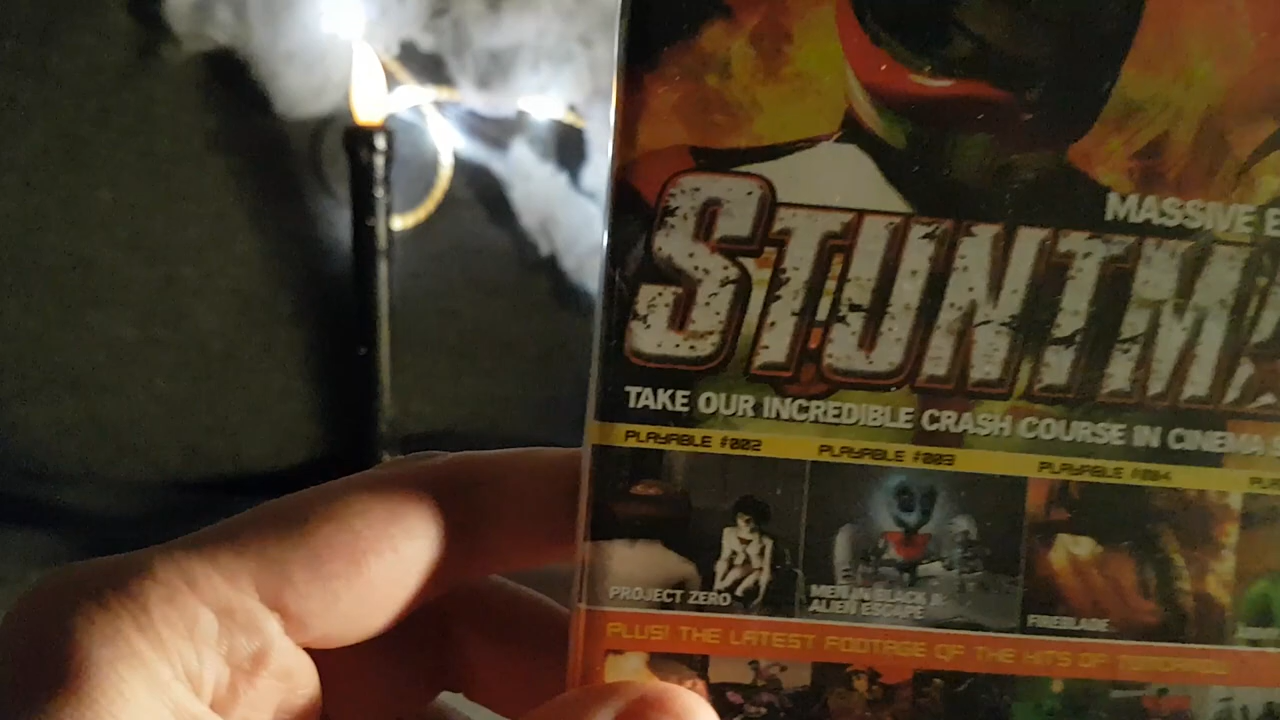 MASSIVE
STUNTM
TAKE OUR INCREDIBLE CRASH COURSE IN CINEMA
PLAYABLE #002
PLAYABLE #003
PLAYABLE #004
PROJECT ZERO
MEN IN BLACK II:
ALIEN ESCAPE
FIREBLADE
PLUS! THE LATEST FOOTAGE OF THE HITS OF TOMORROW